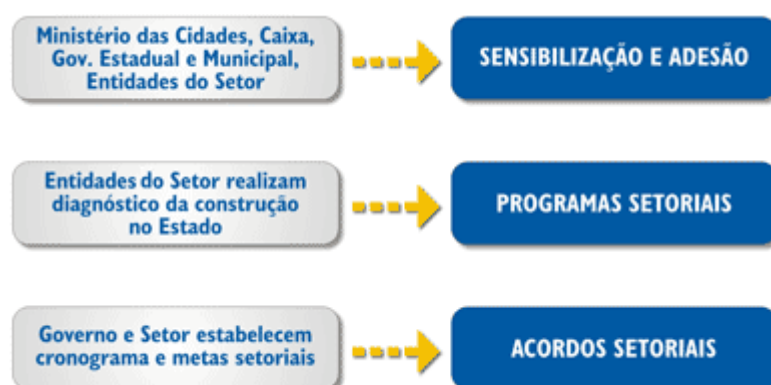 Ministério das Cidades, Caixa,
Gov. Estadual e Municipal,
Entidades do Setor
SENSIBILIZAÇÃO E ADESÃO
Entidades do Setor realizam
diagnóstico da construção
no Estado
PROGRAMAS SETORIAIS
Governo e Setor estabelecem
cronograma e metas setoriais
ACORDOS SETORIAIS